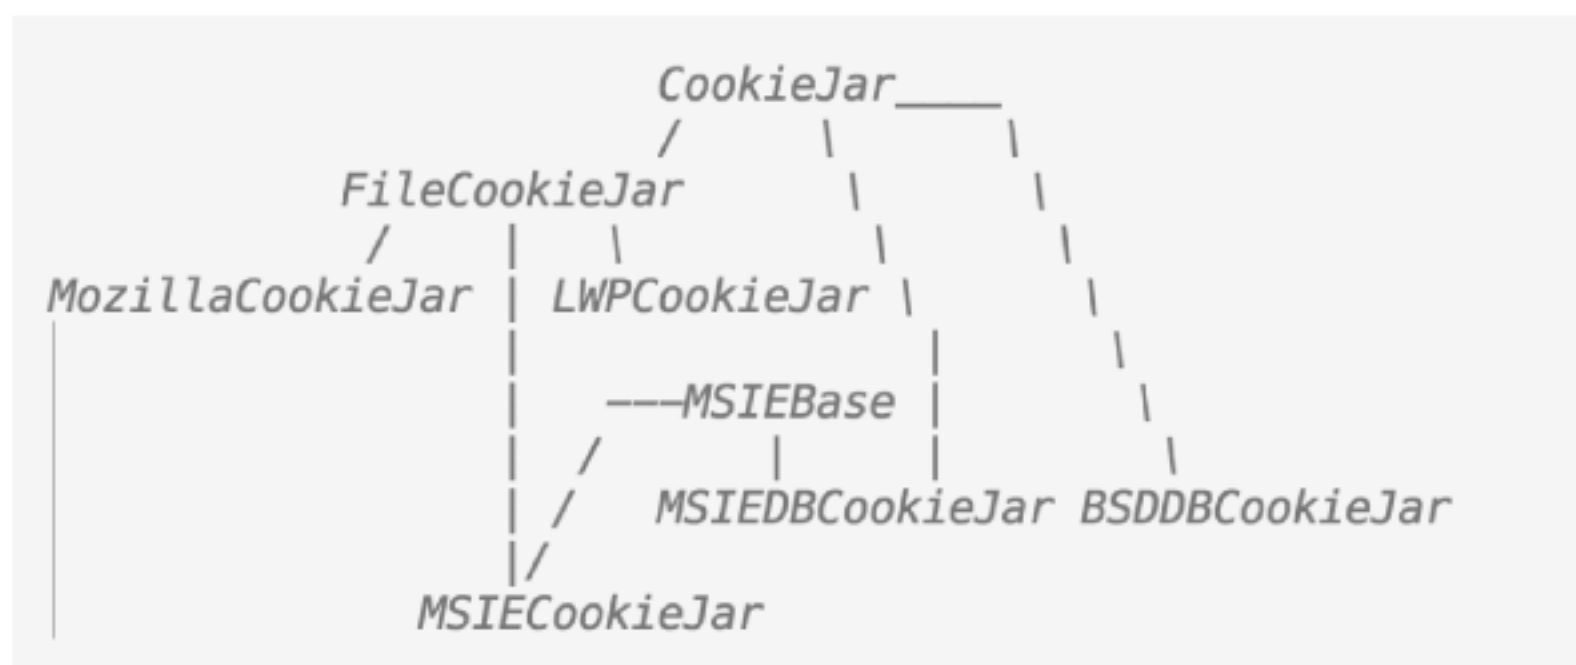 CookieJar____
/ \ \
FileCookieJar \ \
/ | \ \ \
MozillaCookieJar | LWPCookieJar \ \
| | \
| ---MSIEBase | \
| / | | \
| / MSIEDBCookieJar BSDDBCookieJar
|/
MSIECookieJar